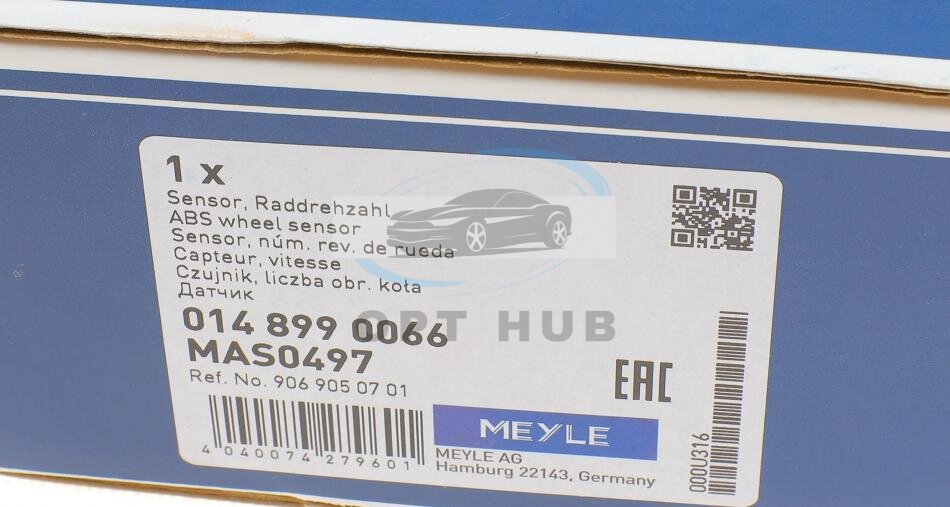 1 x
Sensor, Raddrehzahl
ABS wheel sensor
Sensor, núm. rev. de rueda
Capteur, vitesse
Czujnik, liczba obr. koła
Датчик
014 899 0066
OPT HUB
MAS0497
Ref. No. 906 905 07 01
EAC
4 040074 279601
MEYLE
MEYLE AG
Hamburg 22143, Germany
000U316